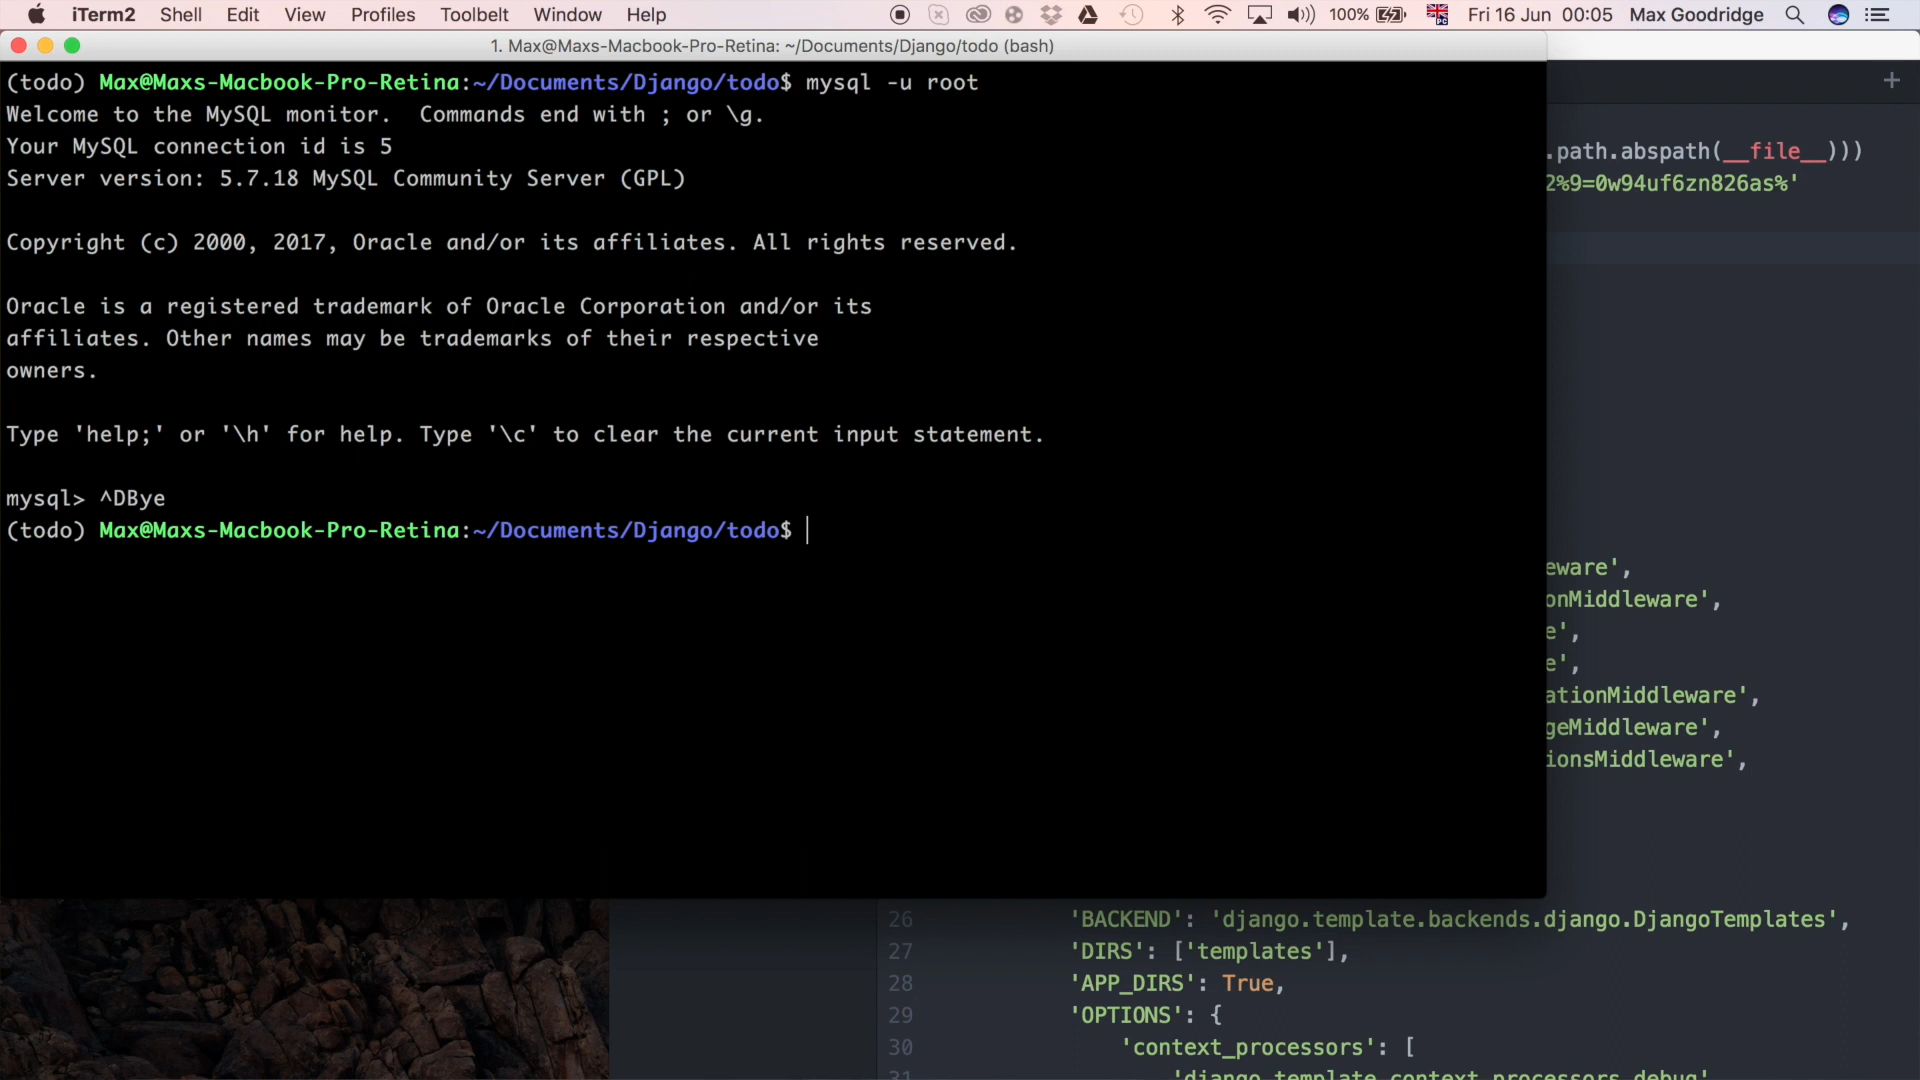 iTerm2 Shell Edit View Profiles Toolbelt Window Help 100% Fri 16 Jun 00:05 Max Goodridge
1. Max@Maxs-Macbook-Pro-Retina: ~/Documents/Django/todo (bash)
(todo) Max@Maxs-Macbook-Pro-Retina:~/Documents/Django/todo$ mysql -u root
Welcome to the MySQL monitor.  Commands end with ; or \g.
Your MySQL connection id is 5
Server version: 5.7.18 MySQL Community Server (GPL)
Copyright (c) 2000, 2017, Oracle and/or its affiliates. All rights reserved.
Oracle is a registered trademark of Oracle Corporation and/or its
affiliates. Other names may be trademarks of their respective
owners.
Type 'help;' or '\h' for help. Type '\c' to clear the current input statement.
mysql> ^DBye
(todo) Max@Maxs-Macbook-Pro-Retina:~/Documents/Django/todo$
.path.abspath(__file__)))
2%9=0w94uf6zn826as%'
eware',
onMiddleware',
e',
e',
ationMiddleware',
geMiddleware',
ionsMiddleware',
26 'BACKEND': 'django.template.backends.django.DjangoTemplates',
27 'DIRS': ['templates'],
28 'APP_DIRS': True,
29 'OPTIONS': {
30 'context_processors': [
31 'django.template.context_processors.debug'